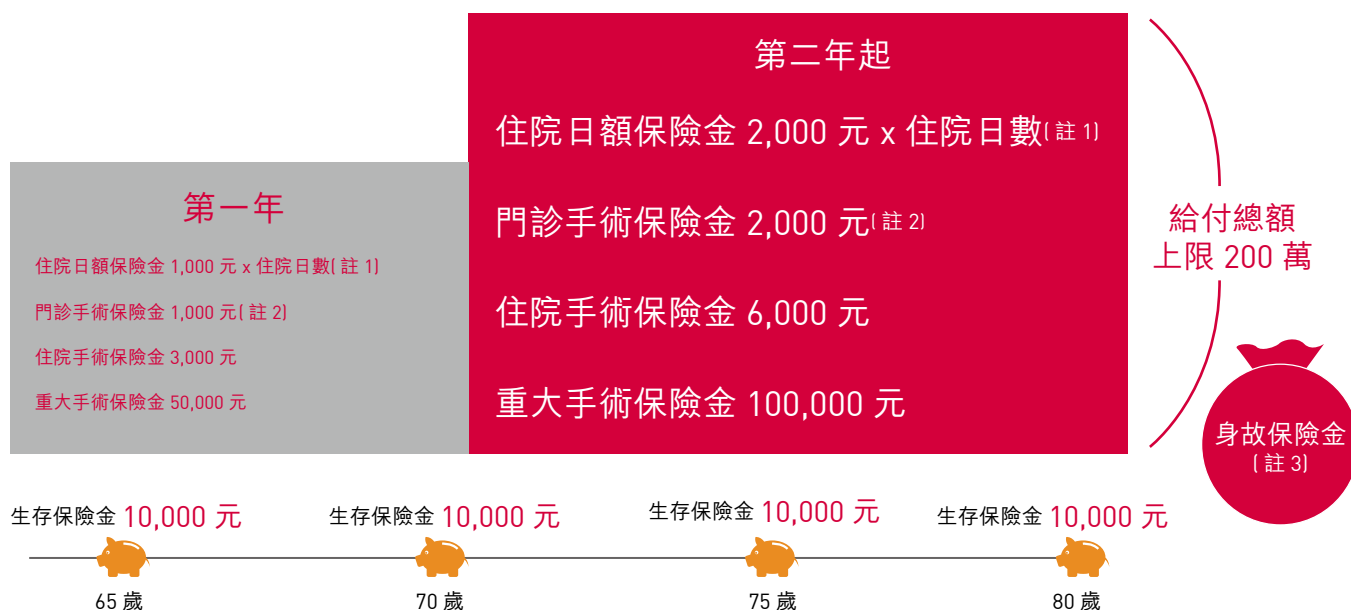 第二年起
住院日額保險金 2,000 元 x 住院日數(註 1)
門診手術保險金 2,000 元(註 2)
住院手術保險金 6,000 元
重大手術保險金 100,000 元
第一年
住院日額保險金 1,000 元 x 住院日數(註 1)
門診手術保險金 1,000 元(註 2)
住院手術保險金 3,000 元
重大手術保險金 50,000 元
給付總額
上限 200 萬
身故保險金
(註 3)
生存保險金 10,000 元
生存保險金 10,000 元
生存保險金 10,000 元
生存保險金 10,000 元
65 歲
70 歲
75 歲
80 歲